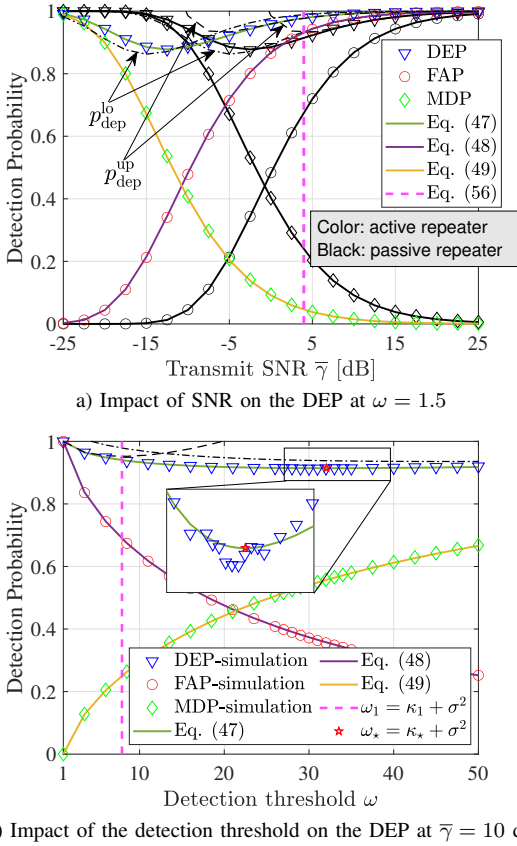 1
0.8
0.6
0.4
0.2
0
Detection Probability
p_dep^lo
p_dep^up
DEP
FAP
MDP
Eq. (47)
Eq. (48)
Eq. (49)
Eq. (56)
Color: active repeater
Black: passive repeater
-25 -15 -5 5 15 25
Transmit SNR γ̅ [dB]
a) Impact of SNR on the DEP at ω = 1.5
1
0.8
0.6
0.4
0.2
0
Detection Probability
DEP-simulation
FAP-simulation
MDP-simulation
Eq. (47)
Eq. (48)
Eq. (49)
ω₁ = κ₁ + σ²
ω⋆ = κ⋆ + σ²
1 10 20 30 40 50
Detection threshold ω
) Impact of the detection threshold on the DEP at γ̅ = 10